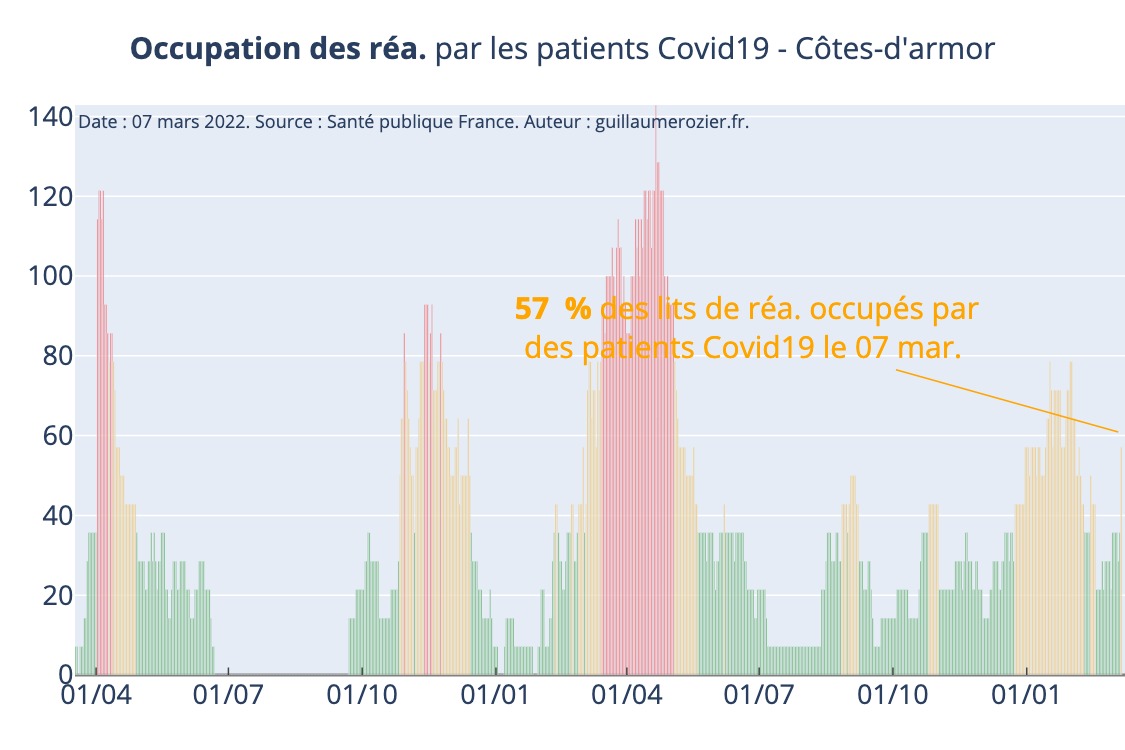 Occupation des réa. par les patients Covid19 - Côtes-d'armor
140
Date : 07 mars 2022. Source : Santé publique France. Auteur : guillaumerozier.fr.
120
100
57 % des lits de réa. occupés par
des patients Covid19 le 07 mar.
80
60
40
20
0
01/04 01/07 01/10 01/01 01/04 01/07 01/10 01/01